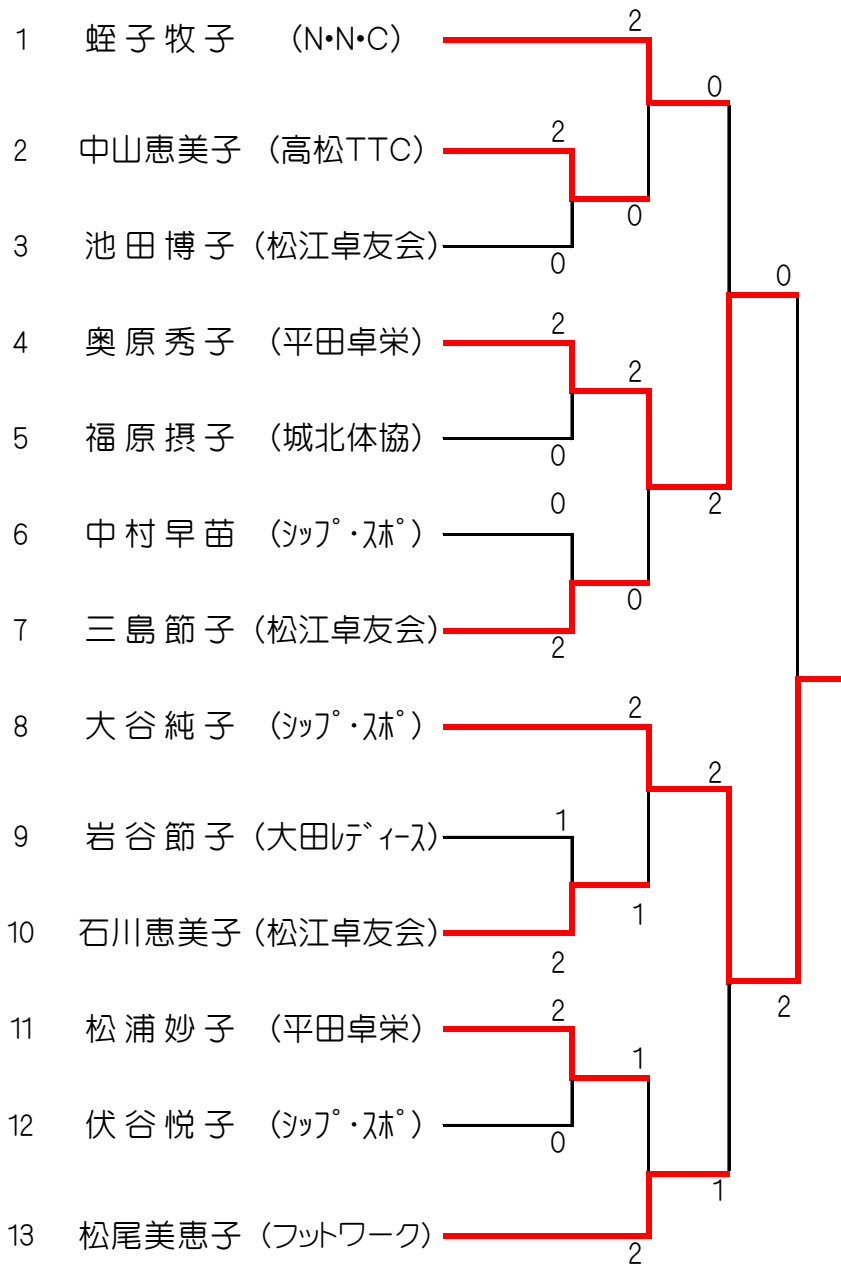 2
1 蛭子牧子 (N・N・C)
0
2 中山恵美子 (高松TTC) 2
0
3 池田博子 (松江卓友会) 0
0
4 奥原秀子 (平田卓栄) 2
2
5 福原摂子 (城北体協) 0
0 2
6 中村早苗 (ｼｯﾌﾟ・ｽﾎﾟ)
0
7 三島節子 (松江卓友会) 2
2
8 大谷純子 (ｼｯﾌﾟ・ｽﾎﾟ)
2
9 岩谷節子 (大田ﾚﾃﾞｨｰｽ) 1
1
10 石川恵美子 (松江卓友会) 2
2
11 松浦妙子 (平田卓栄) 2
1
12 伏谷悦子 (ｼｯﾌﾟ・ｽﾎﾟ) 0
1
13 松尾美恵子 (フットワーク) 2